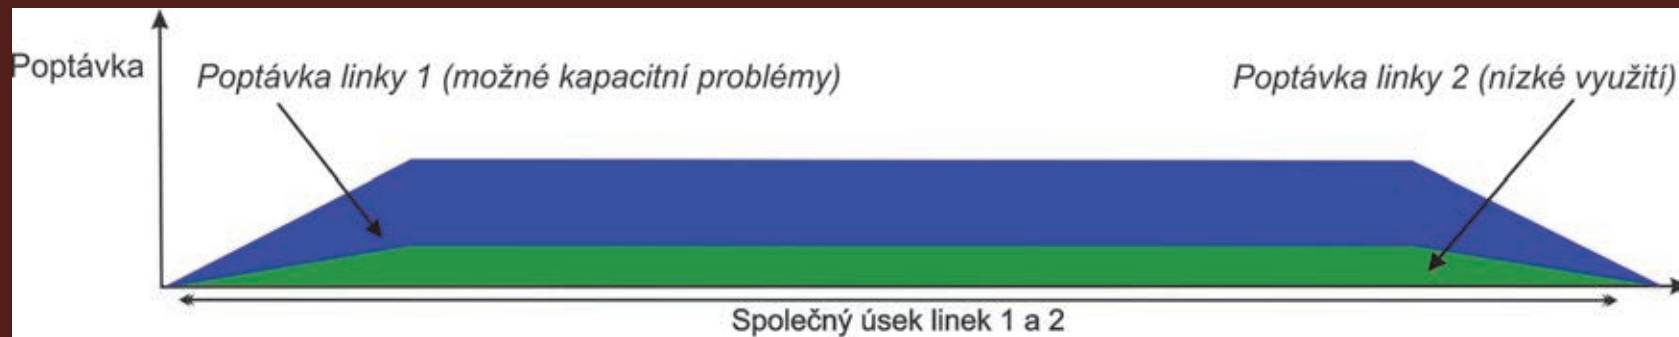 Poptávka
Poptávka linky 1 (možné kapacitní problémy)
Poptávka linky 2 (nízké využití)
Společný úsek linek 1 a 2